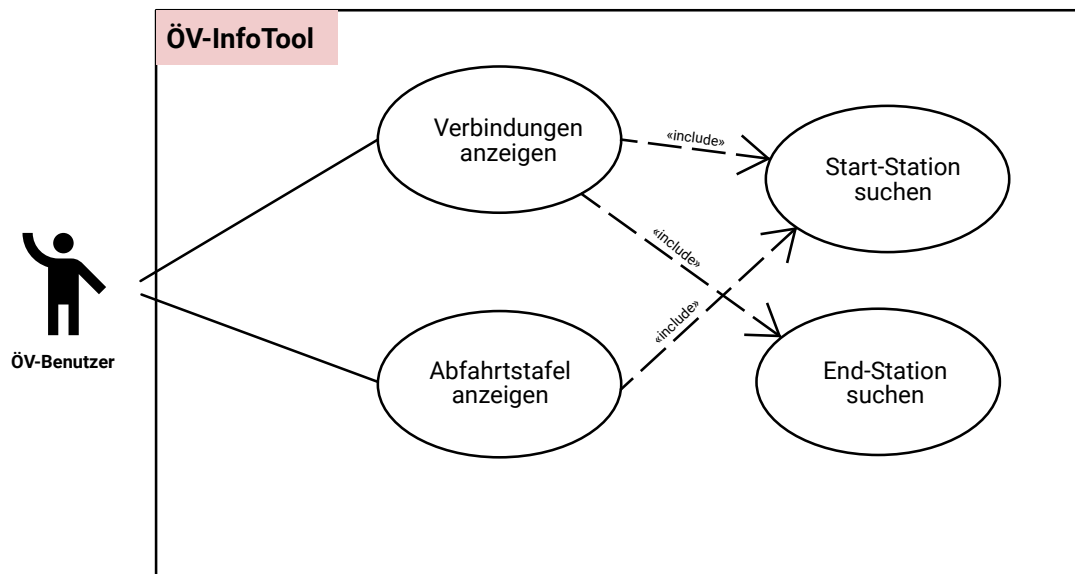 ÖV-InfoTool
Verbindungen
anzeigen
«include»
Start-Station
suchen
«include»
«include»
ÖV-Benutzer
Abfahrtstafel
anzeigen
End-Station
suchen